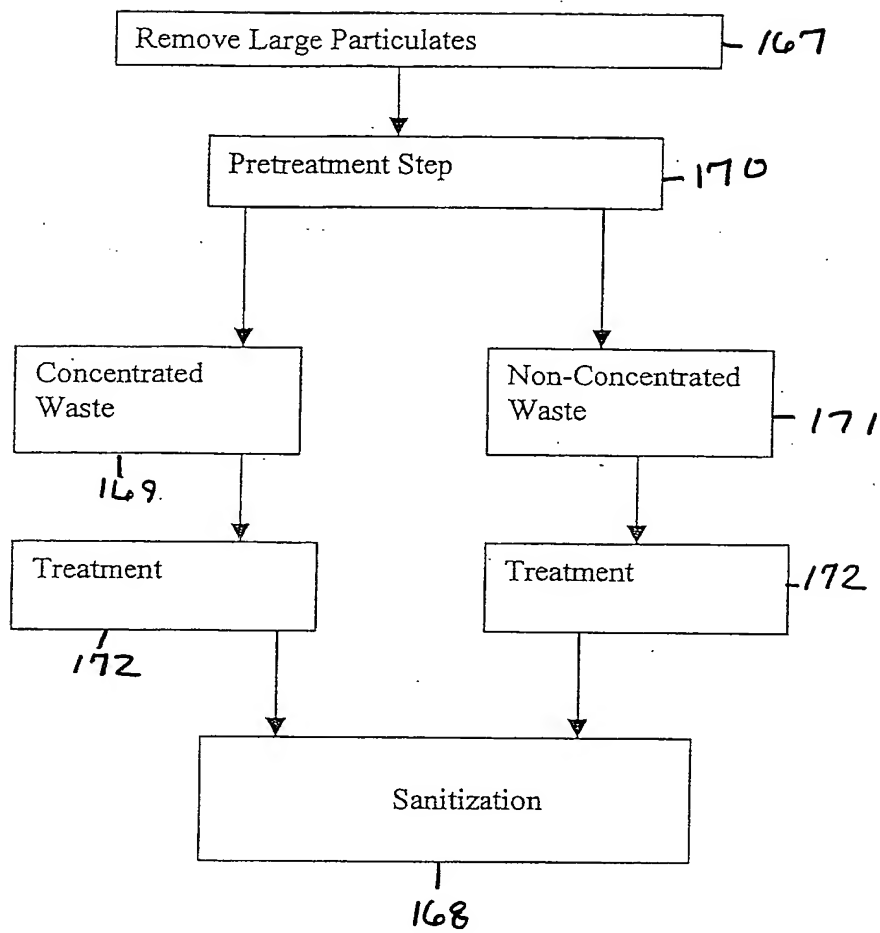 Remove Large Particulates
167
Pretreatment Step
170
Concentrated
Waste
169
Non-Concentrated
Waste
171
Treatment
172
Treatment
172
Sanitization
168